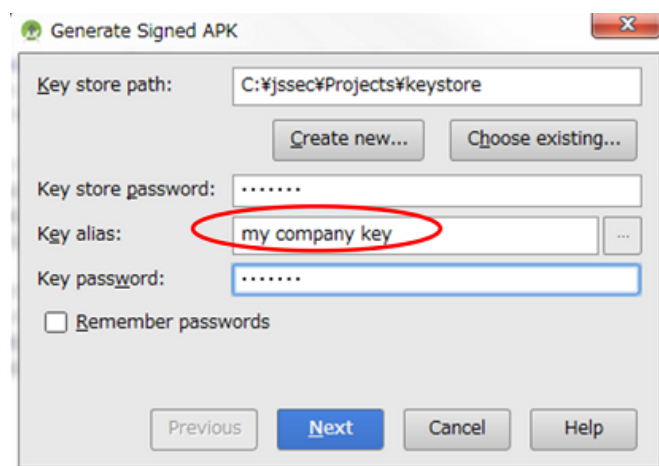 Generate Signed APK
Key store path: C:¥jssec¥Projects¥keystore
Create new... Choose existing...
Key store password: •••••••
Key alias: my company key ...
Key password: •••••••
Remember passwords
Previous Next Cancel Help